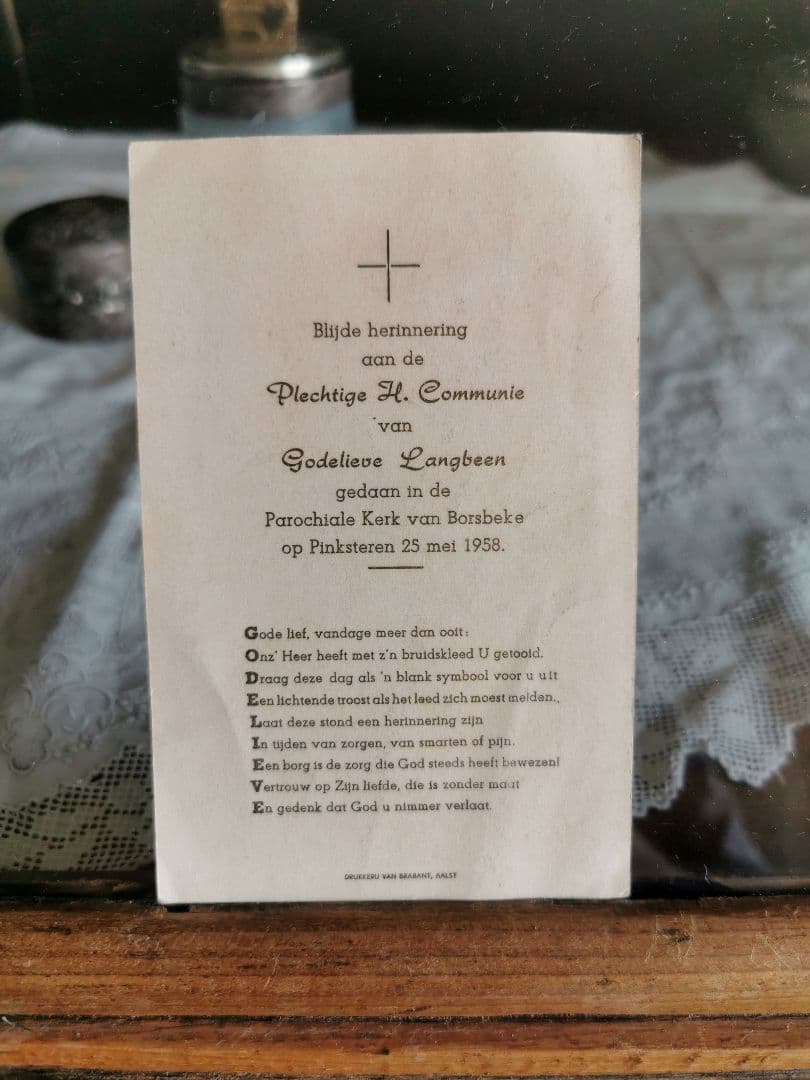 Blijde herinnering
aan de
Plechtige H. Communie
van
Godelieve Langbeen
gedaan in de
Parochiale Kerk van Borsbeke
op Pinksteren 25 mei 1958.
Gode lief, vandage meer dan ooit:
Onz' Heer heeft met z'n bruidskleed U getooid.
Draag deze dag als 'n blank symbool voor u uit
Een lichtende troost als het leed zich moest melden.,
Laat deze stond een herinnering zijn
In tijden van zorgen, van smarten of pijn.
Een borg is de zorg die God steeds heeft bewezen!
Vertrouw op Zijn liefde, die is zonder maat
En gedenk dat God u nimmer verlaat.
DRUKKERIJ VAN BRABANT, AALST